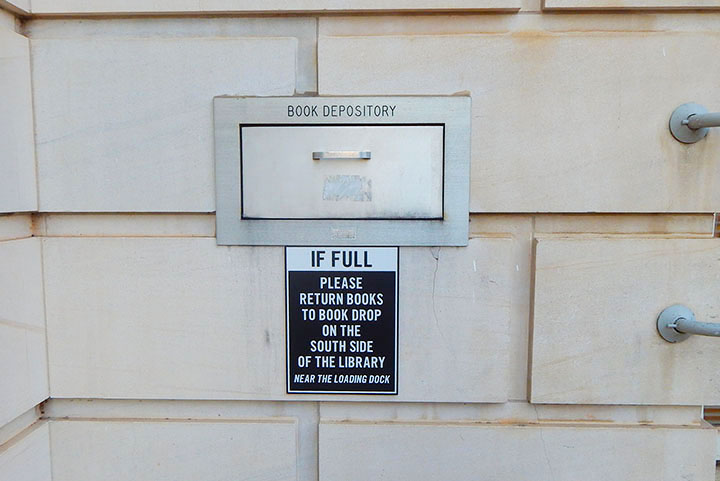 BOOK DEPOSITORY
IF FULL
PLEASE
RETURN BOOKS
TO BOOK DROP
ON THE
SOUTH SIDE
OF THE LIBRARY
NEAR THE LOADING DOCK